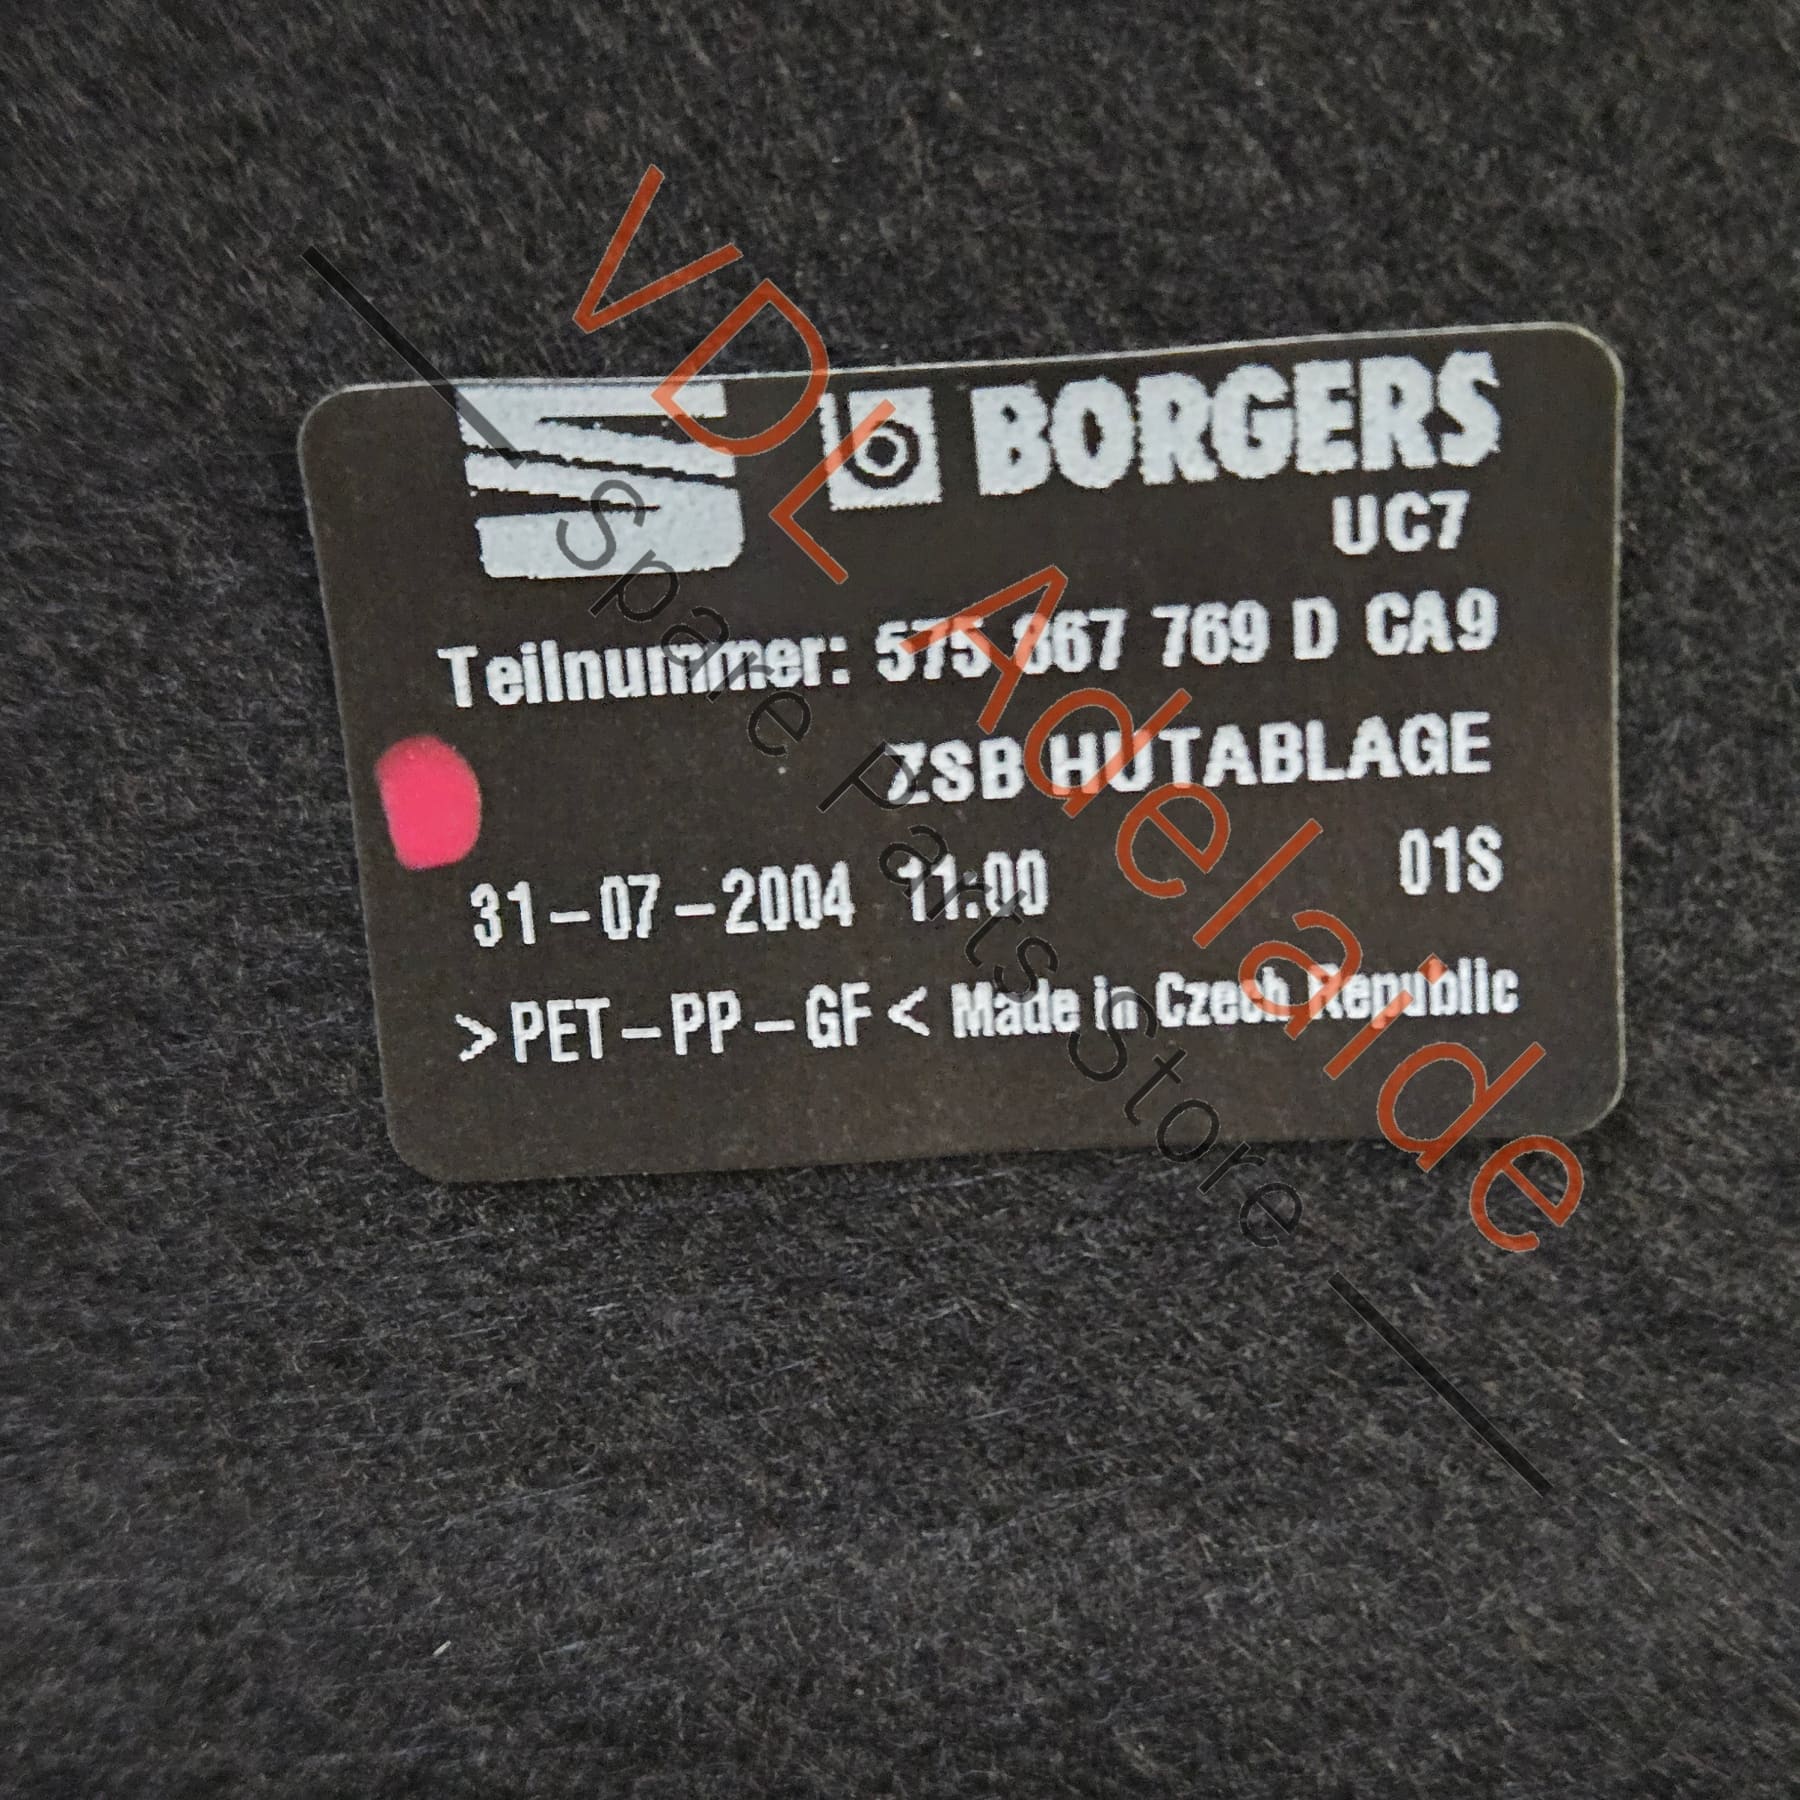 BORGERS
UC7
Teilnummer: 575 867 769 D CA9
ZSB HUTABLAGE
31-07-2004 11:00 01S
>PET-PP-GF< Made in Czech Republic
VDL Adelaide
Spare Parts Store